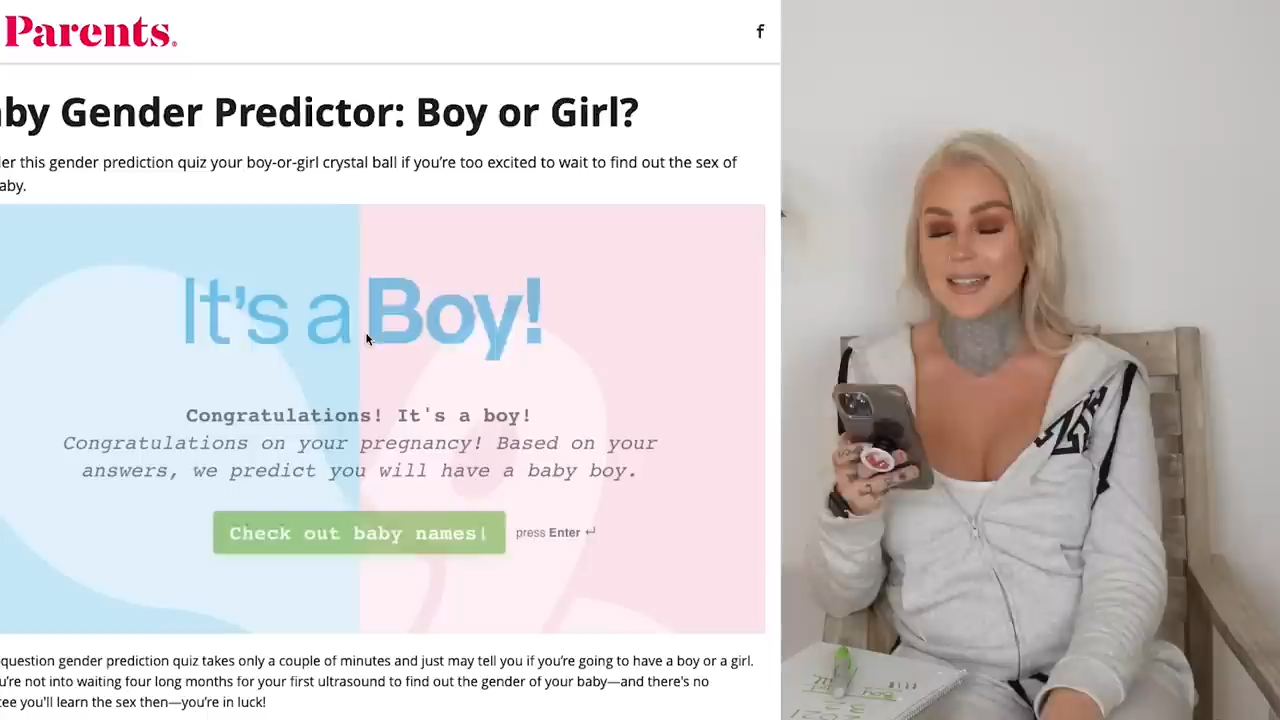 Parents.
f
by Gender Predictor: Boy or Girl?
er this gender prediction quiz your boy-or-girl crystal ball if you're too excited to wait to find out the sex of
aby.
It's a Boy!
Congratulations! It's a boy!
Congratulations on your pregnancy! Based on your
answers, we predict you will have a baby boy.
Check out baby names!
press Enter ↵
question gender prediction quiz takes only a couple of minutes and just may tell you if you're going to have a boy or a girl.
u're not into waiting four long months for your first ultrasound to find out the gender of your baby—and there's no
tee you'll learn the sex then—you're in luck!